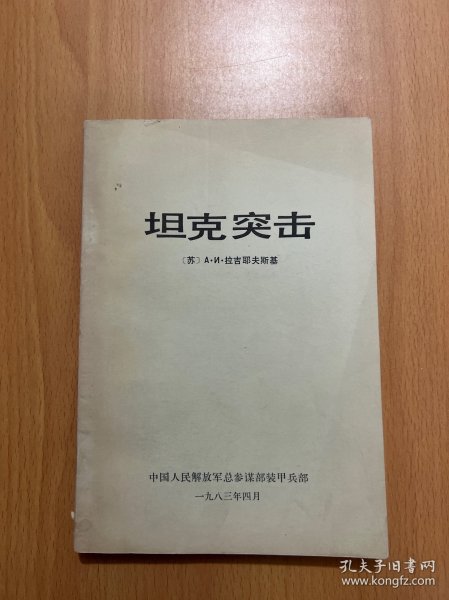 坦克突击
〔苏〕А·И·拉吉耶夫斯基
中国人民解放军总参谋部装甲兵部
一九八三年四月
孔夫子旧书网
www.kongfz.com